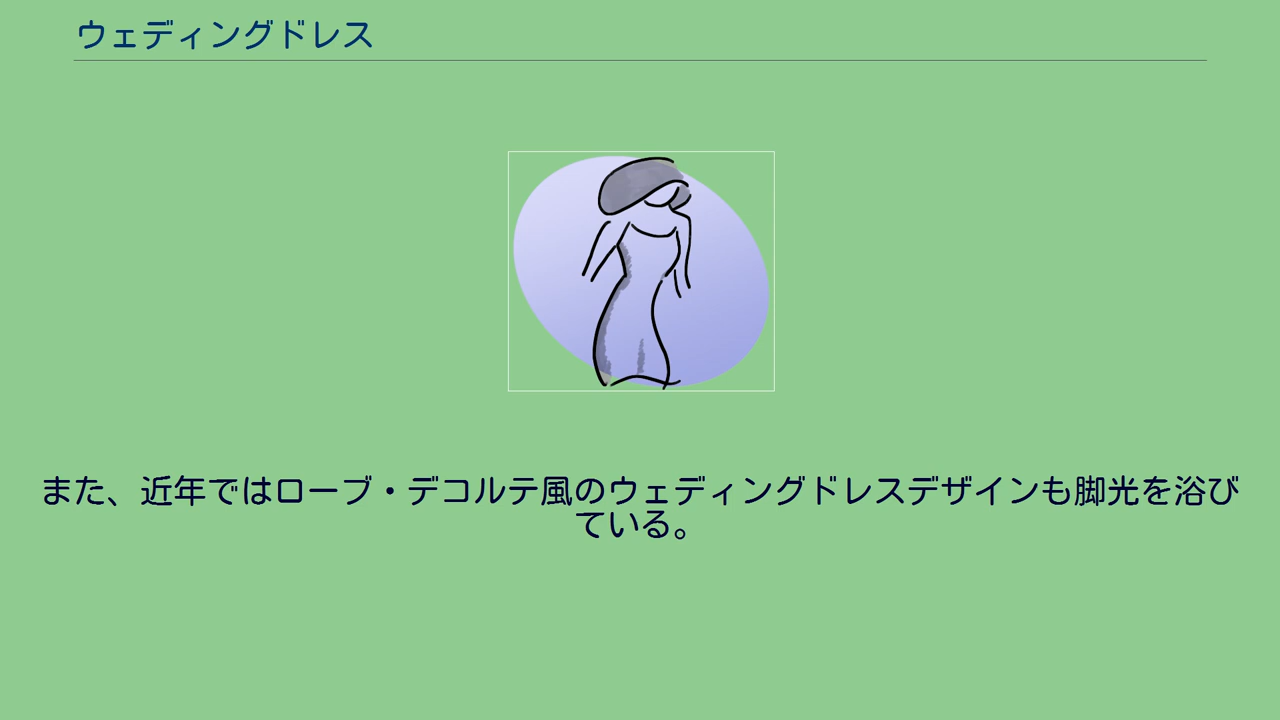 ウェディングドレス
また、近年ではローブ・デコルテ風のウェディングドレスデザインも脚光を浴び
ている。